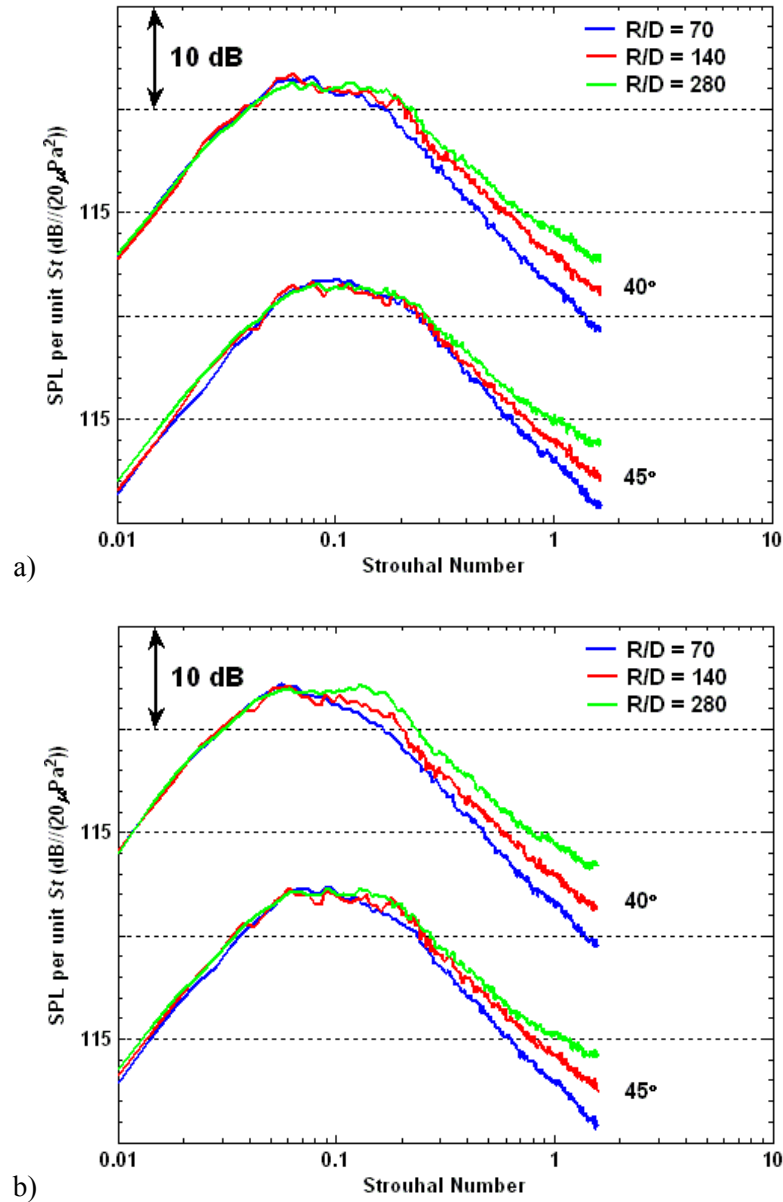 10 dB
R/D = 70
R/D = 140
R/D = 280
SPL per unit St (dB//(20μPa²))
115
40°
115
45°
0.01
0.1
1
10
Strouhal Number
a)
10 dB
R/D = 70
R/D = 140
R/D = 280
SPL per unit St (dB//(20μPa²))
115
40°
115
45°
0.01
0.1
1
10
Strouhal Number
b)